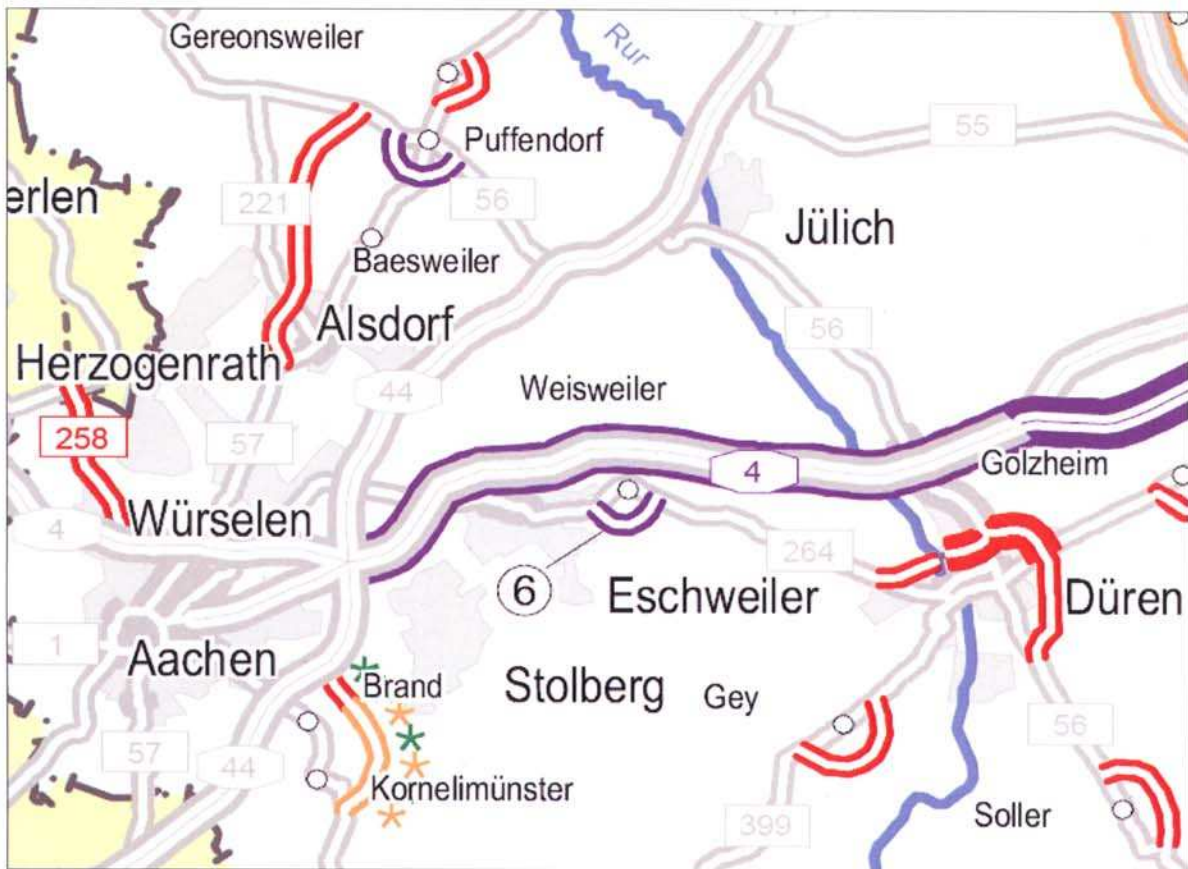 Gereonsweiler
Rur
Puffendorf
55
erlen
221
56
Jülich
Baesweiler
Alsdorf
56
Herzogenrath
44
Weisweiler
258
57
4
Golzheim
Würselen
4
264
6
Eschweiler
Düren
1
Aachen
Brand
Stolberg
Gey
57
44
56
Kornelimünster
399
Soller